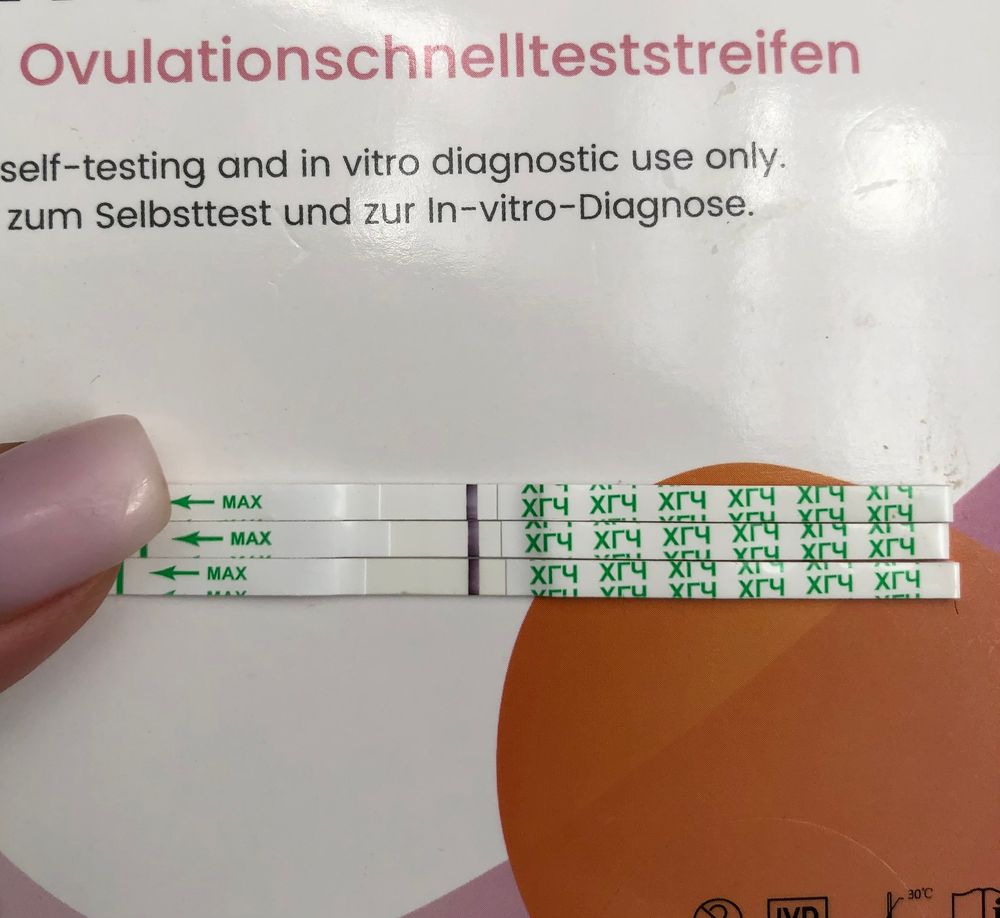 Ovulationschnellteststreifen
self-testing and in vitro diagnostic use only.
zum Selbsttest und zur In-vitro-Diagnose.
MAX ХГЧ ХГЧ ХГЧ ХГЧ ХГЧ ХГЧ
MAX ХГЧ ХГЧ ХГЧ ХГЧ ХГЧ ХГЧ
MAX ХГЧ ХГЧ ХГЧ ХГЧ ХГЧ ХГЧ
30°C
IVD